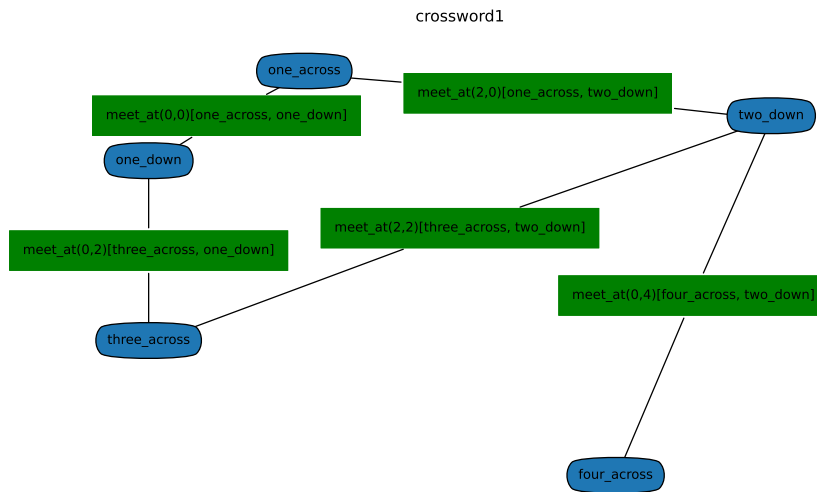 crossword1
one_across
meet_at(2,0)[one_across, two_down]
meet_at(0,0)[one_across, one_down]
two_down
one_down
meet_at(2,2)[three_across, two_down]
meet_at(0,2)[three_across, one_down]
meet_at(0,4)[four_across, two_down]
three_across
four_across